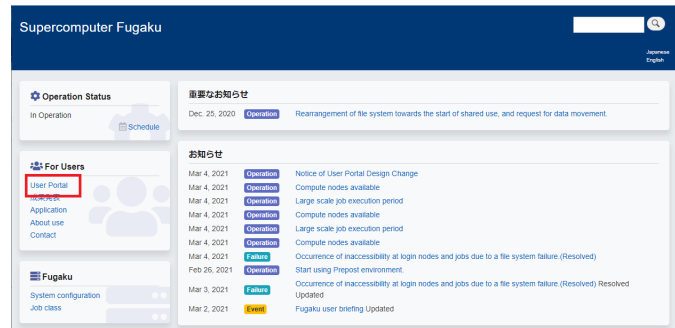 Supercomputer Fugaku
Japanese
English
Operation Status
In Operation
Schedule
For Users
User Portal
成果発表
Application
About use
Contact
Fugaku
System configuration
Job class
重要なお知らせ
Dec. 25, 2020 Operation Rearrangement of file system towards the start of shared use, and request for data movement.
お知らせ
Mar 4, 2021 Operation Notice of User Portal Design Change
Mar 4, 2021 Operation Compute nodes available
Mar 4, 2021 Operation Large scale job execution period
Mar 4, 2021 Operation Compute nodes available
Mar 4, 2021 Operation Large scale job execution period
Mar 4, 2021 Operation Compute nodes available
Mar 4, 2021 Failure Occurrence of inaccessibility at login nodes and jobs due to a file system failure.(Resolved)
Feb 26, 2021 Operation Start using Prepost environment.
Mar 3, 2021 Failure Occurrence of inaccessibility at login nodes and jobs due to a file system failure.(Resolved) Resolved
Updated
Mar 2, 2021 Event Fugaku user briefing Updated